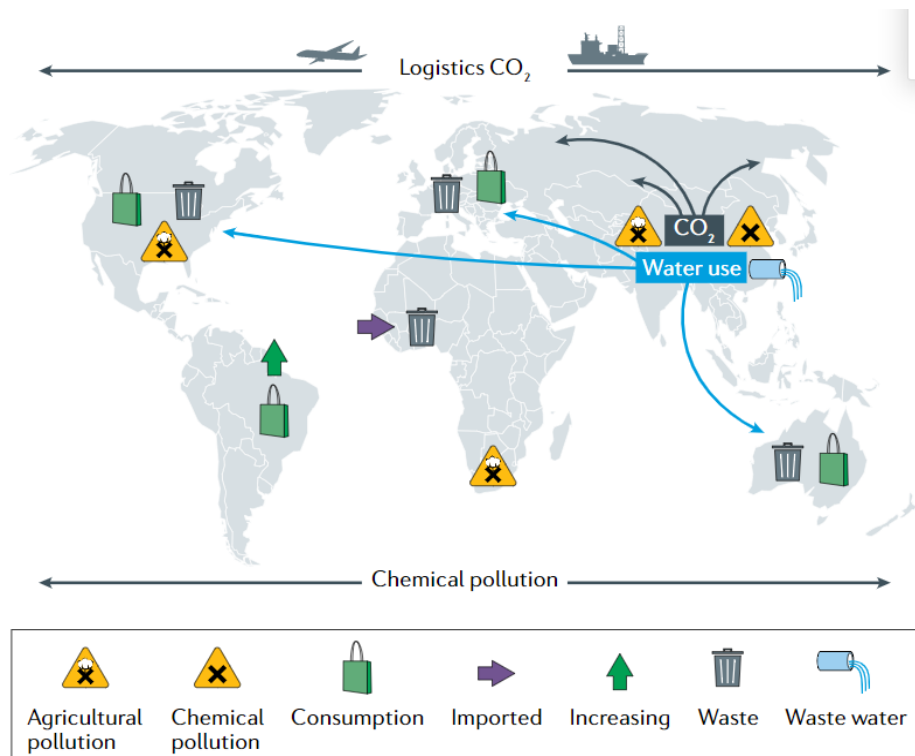 Logistics CO₂
CO₂
Water use
Chemical pollution
Agricultural pollution
Chemical pollution
Consumption
Imported
Increasing
Waste
Waste water